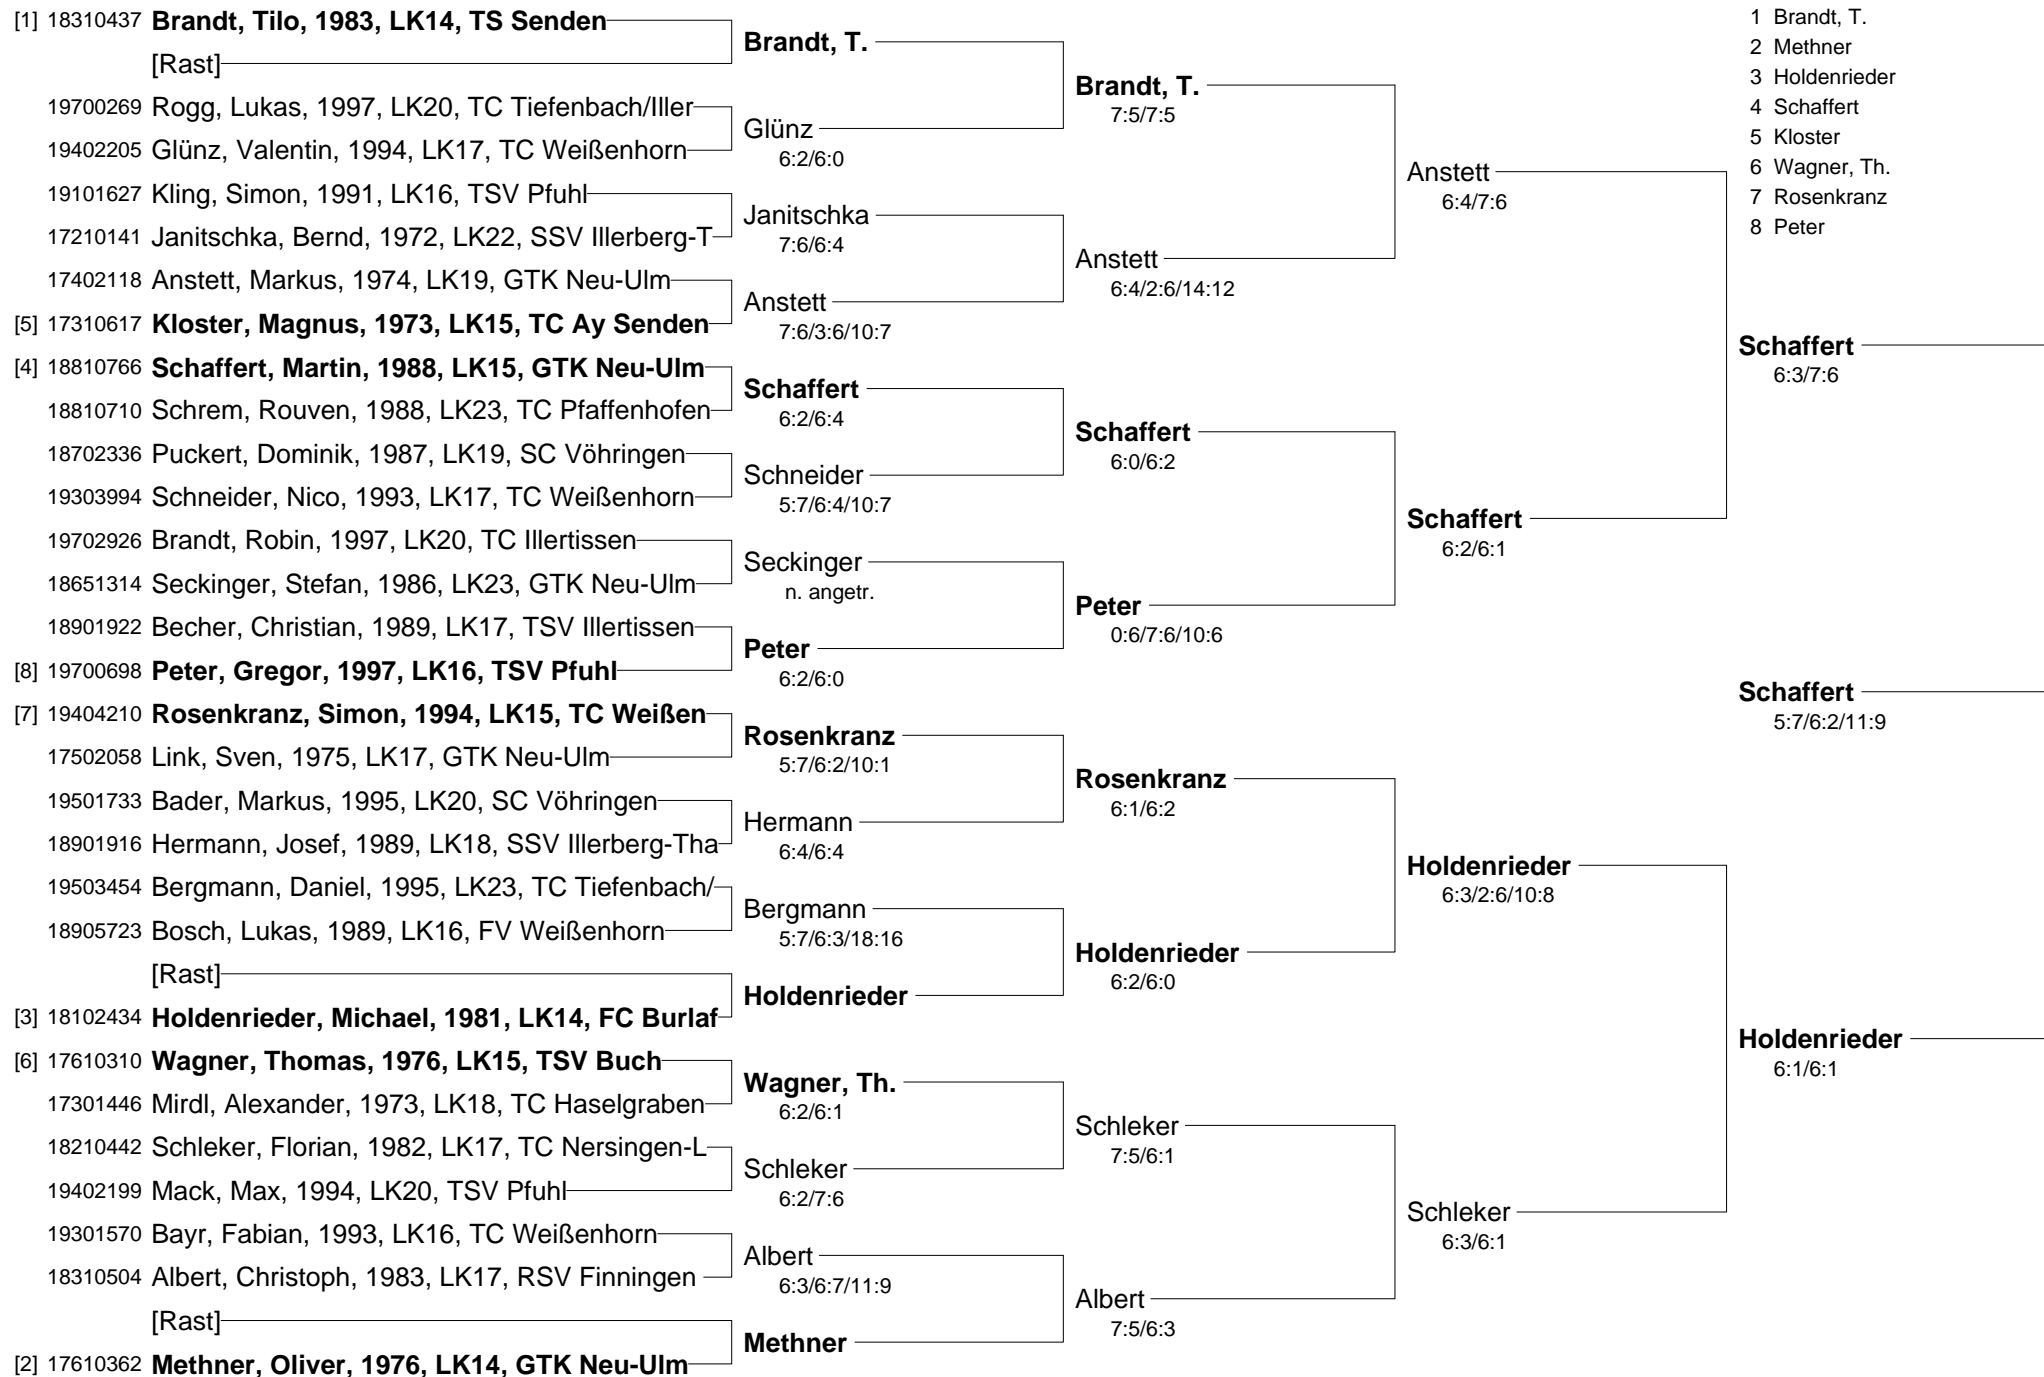 [1] 18310437 Brandt, Tilo, 1983, LK14, TS Senden
[Rast]
19700269 Rogg, Lukas, 1997, LK20, TC Tiefenbach/Iller
19402205 Glünz, Valentin, 1994, LK17, TC Weißenhorn
19101627 Kling, Simon, 1991, LK16, TSV Pfuhl
17210141 Janitschka, Bernd, 1972, LK22, SSV Illerberg-T
17402118 Anstett, Markus, 1974, LK19, GTK Neu-Ulm
[5] 17310617 Kloster, Magnus, 1973, LK15, TC Ay Senden
[4] 18810766 Schaffert, Martin, 1988, LK15, GTK Neu-Ulm
18810710 Schrem, Rouven, 1988, LK23, TC Pfaffenhofen
18702336 Puckert, Dominik, 1987, LK19, SC Vöhringen
19303994 Schneider, Nico, 1993, LK17, TC Weißenhorn
19702926 Brandt, Robin, 1997, LK20, TC Illertissen
18651314 Seckinger, Stefan, 1986, LK23, GTK Neu-Ulm
18901922 Becher, Christian, 1989, LK17, TSV Illertissen
[8] 19700698 Peter, Gregor, 1997, LK16, TSV Pfuhl
[7] 19404210 Rosenkranz, Simon, 1994, LK15, TC Weißen
17502058 Link, Sven, 1975, LK17, GTK Neu-Ulm
19501733 Bader, Markus, 1995, LK20, SC Vöhringen
18901916 Hermann, Josef, 1989, LK18, SSV Illerberg-Tha
19503454 Bergmann, Daniel, 1995, LK23, TC Tiefenbach/
18905723 Bosch, Lukas, 1989, LK16, FV Weißenhorn
[Rast]
[3] 18102434 Holdenrieder, Michael, 1981, LK14, FC Burlaf
[6] 17610310 Wagner, Thomas, 1976, LK15, TSV Buch
17301446 Mirdl, Alexander, 1973, LK18, TC Haselgraben
18210442 Schleker, Florian, 1982, LK17, TC Nersingen-L
19402199 Mack, Max, 1994, LK20, TSV Pfuhl
19301570 Bayr, Fabian, 1993, LK16, TC Weißenhorn
18310504 Albert, Christoph, 1983, LK17, RSV Finningen
[Rast]
[2] 17610362 Methner, Oliver, 1976, LK14, GTK Neu-Ulm
Brandt, T.
Glünz
6:2/6:0
Janitschka
7:6/6:4
Anstett
7:6/3:6/10:7
Schaffert
6:2/6:4
Schneider
5:7/6:4/10:7
Seckinger
n. angetr.
Peter
6:2/6:0
Rosenkranz
5:7/6:2/10:1
Hermann
6:4/6:4
Bergmann
5:7/6:3/18:16
Holdenrieder
Wagner, Th.
6:2/6:1
Schleker
6:2/7:6
Albert
6:3/6:7/11:9
Methner
Brandt, T.
7:5/7:5
Anstett
6:4/2:6/14:12
Schaffert
6:0/6:2
Peter
0:6/7:6/10:6
Rosenkranz
6:1/6:2
Holdenrieder
6:2/6:0
Schleker
7:5/6:1
Albert
7:5/6:3
Anstett
6:4/7:6
Schaffert
6:2/6:1
Holdenrieder
6:3/2:6/10:8
Schleker
6:3/6:1
1 Brandt, T.
2 Methner
3 Holdenrieder
4 Schaffert
5 Kloster
6 Wagner, Th.
7 Rosenkranz
8 Peter
Schaffert
6:3/7:6
Schaffert
5:7/6:2/11:9
Holdenrieder
6:1/6:1